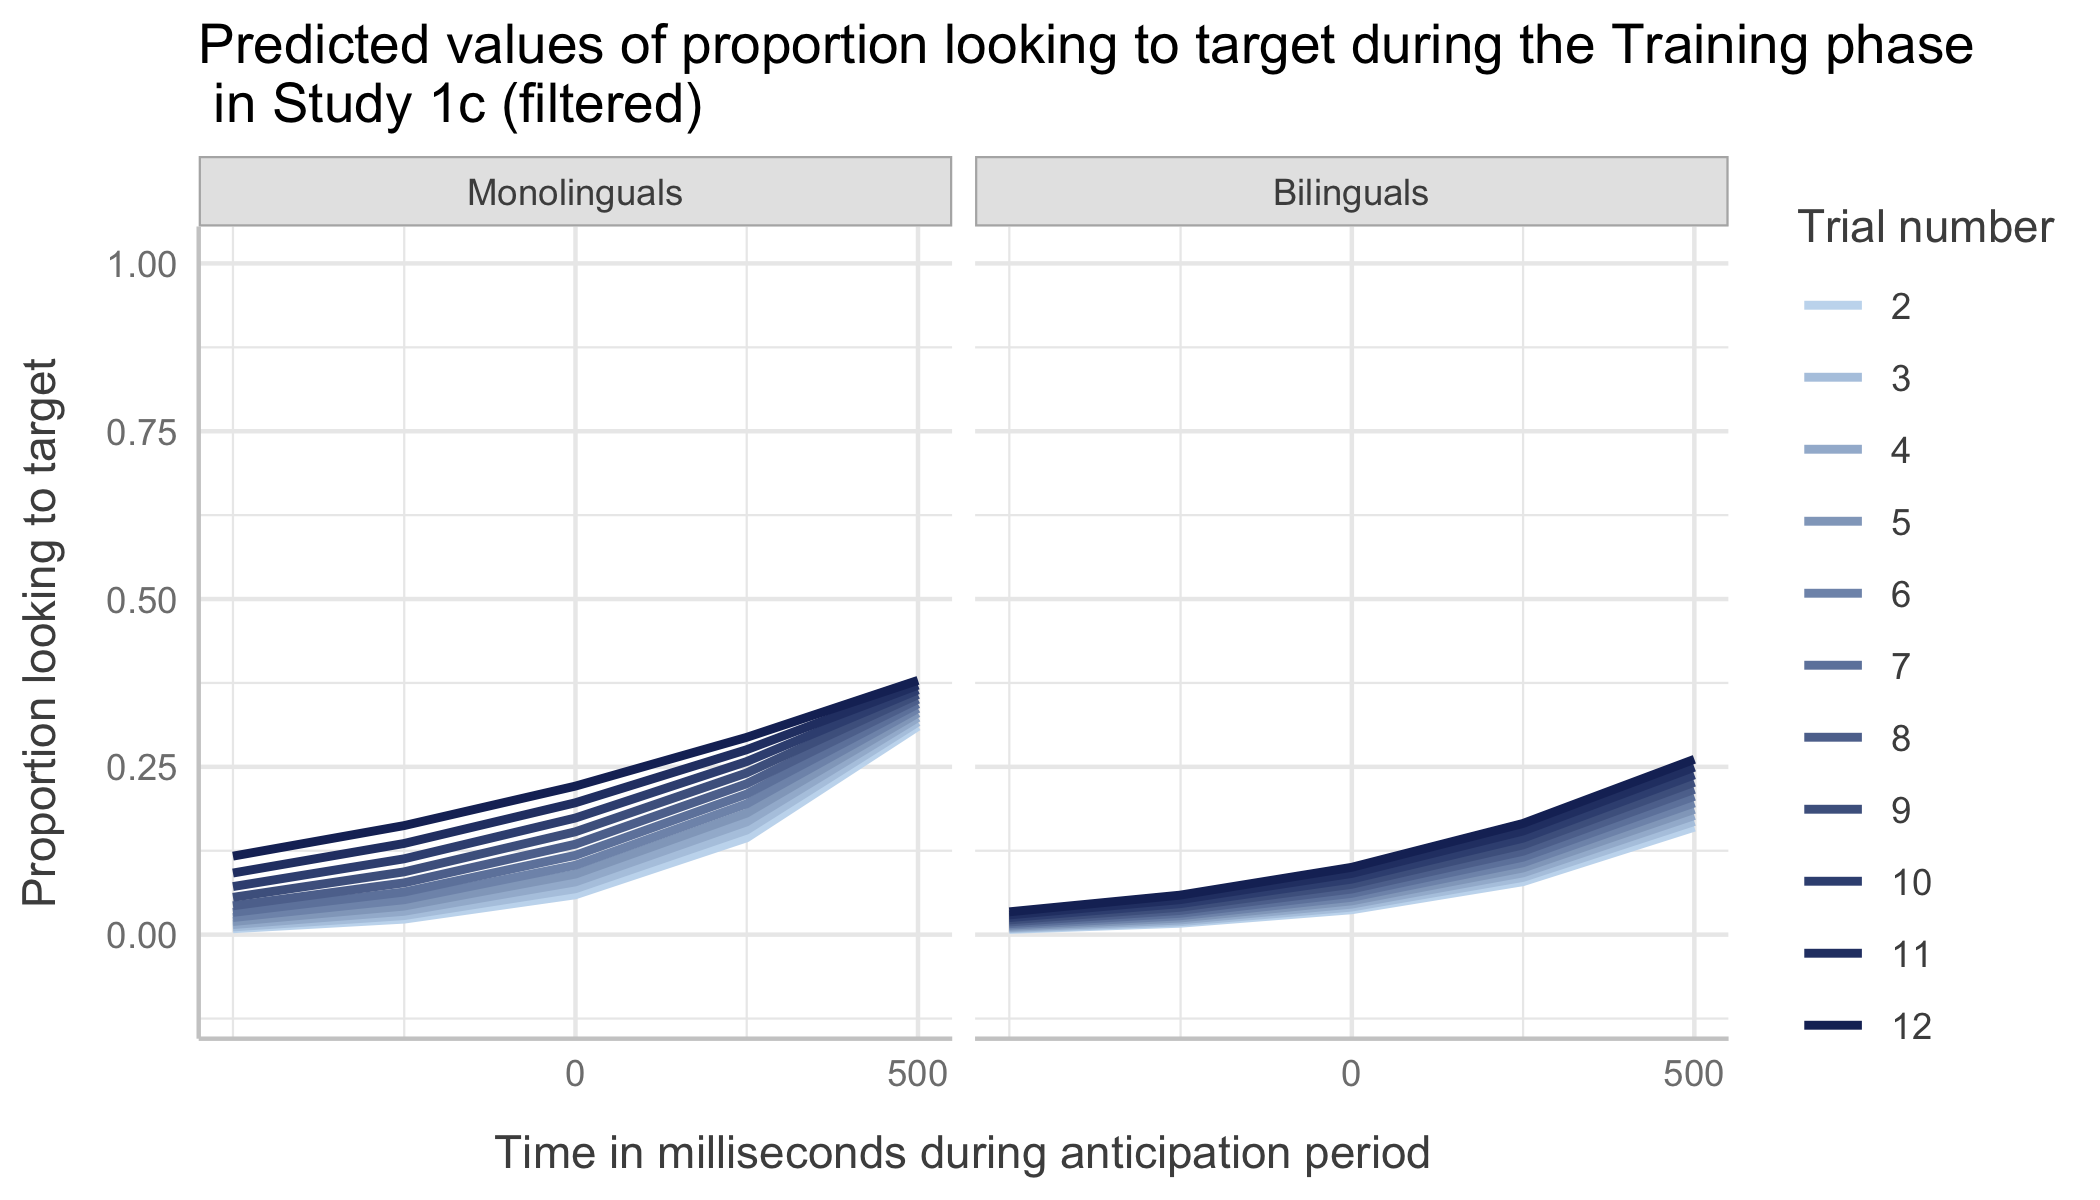 Predicted values of proportion looking to target during the Training phase
in Study 1c (filtered)
Monolinguals
Bilinguals
Trial number
2
3
4
5
6
7
8
9
10
11
12
Proportion looking to target
1.00
0.75
0.50
0.25
0.00
0
500
0
500
Time in milliseconds during anticipation period